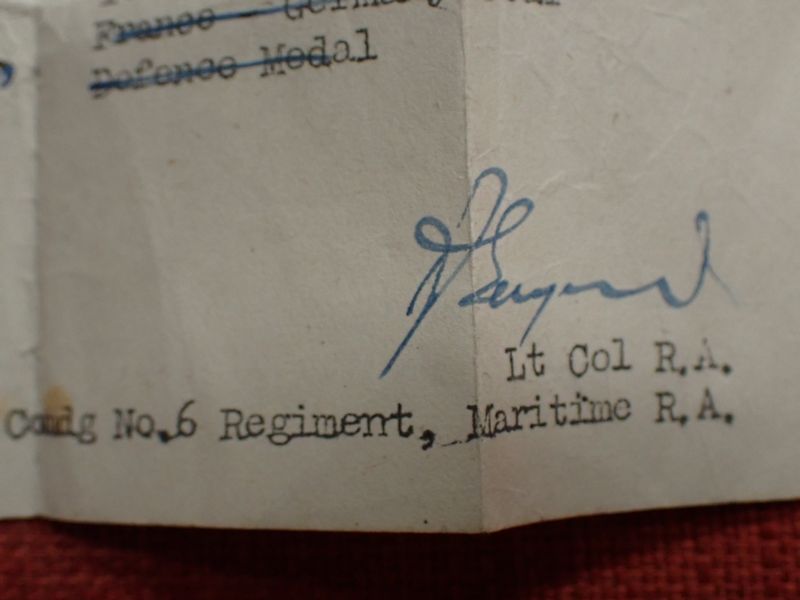 France - Germany Star
Defence Medal
Lt Col R.A.
Comdg No.6 Regiment, Maritime R.A.